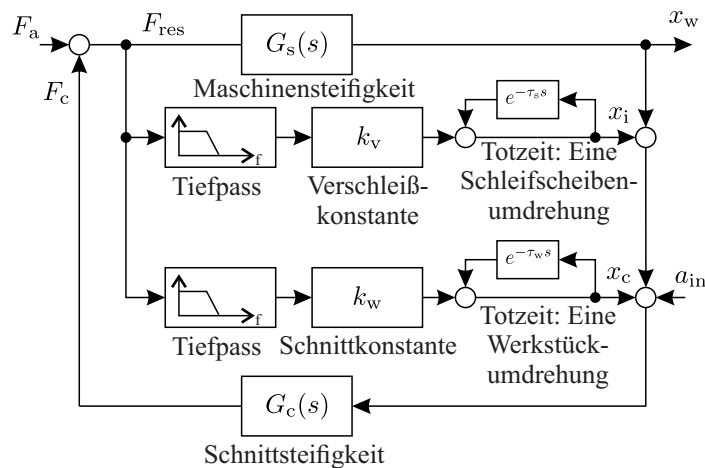 F_a
F_res
G_s(s)
x_w
F_c
Maschinensteifigkeit
e^{-τ_s s}
x_i
f
k_v
Totzeit: Eine
Schleifscheiben-
umdrehung
Tiefpass
Verschleiß-
konstante
e^{-τ_w s}
x_c
a_in
f
k_w
Totzeit: Eine
Werkstück-
umdrehung
Tiefpass
Schnittkonstante
G_c(s)
Schnittsteifigkeit